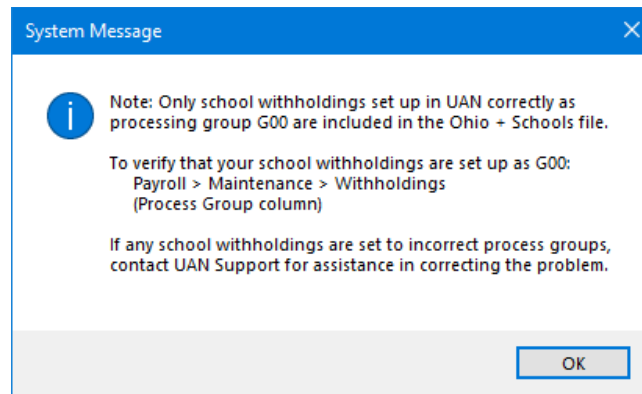 System Message
Note: Only school withholdings set up in UAN correctly as
processing group G00 are included in the Ohio + Schools file.
To verify that your school withholdings are set up as G00:
Payroll > Maintenance > Withholdings
(Process Group column)
If any school withholdings are set to incorrect process groups,
contact UAN Support for assistance in correcting the problem.
OK